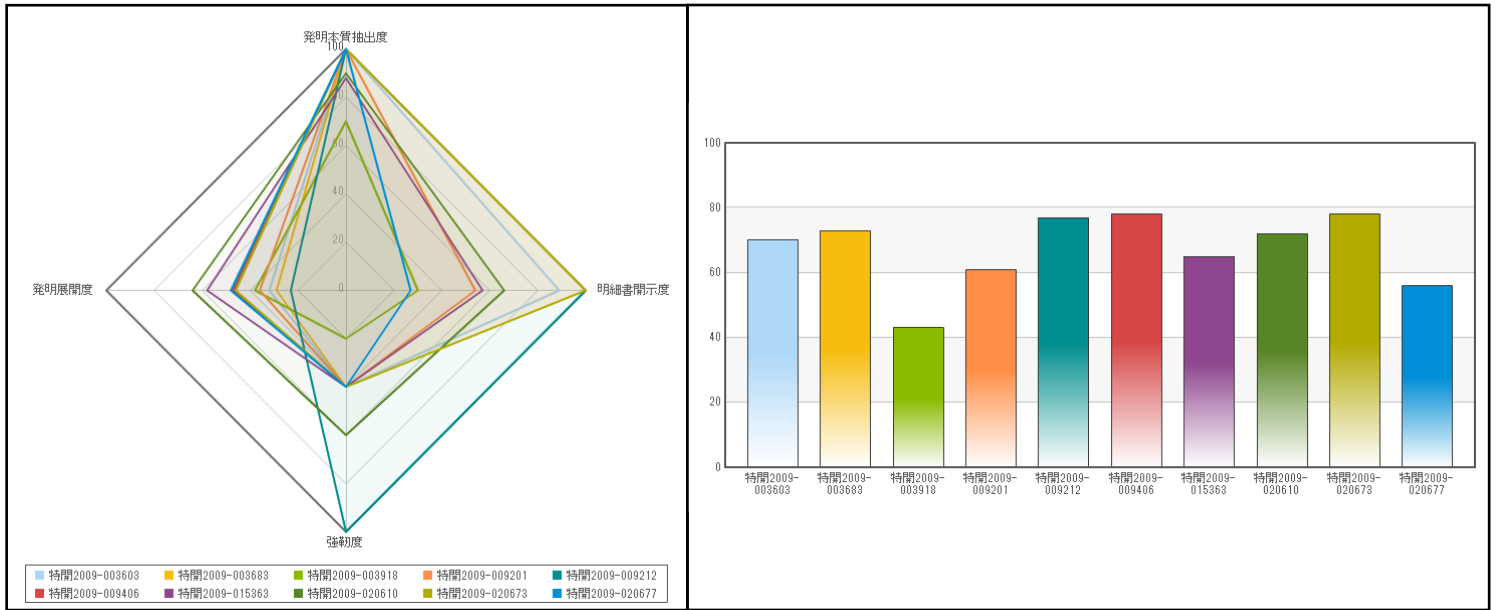 発明本質抽出度
100
80
60
40
20
0
発明展開度
明細書開示度
強靭度
特開2009-003603
特開2009-003683
特開2009-003918
特開2009-009201
特開2009-009212
特開2009-009406
特開2009-015363
特開2009-020610
特開2009-020673
特開2009-020677
100
80
60
40
20
0
特開2009-
003603
特開2009-
003683
特開2009-
003918
特開2009-
009201
特開2009-
009212
特開2009-
009406
特開2009-
015363
特開2009-
020610
特開2009-
020673
特開2009-
020677